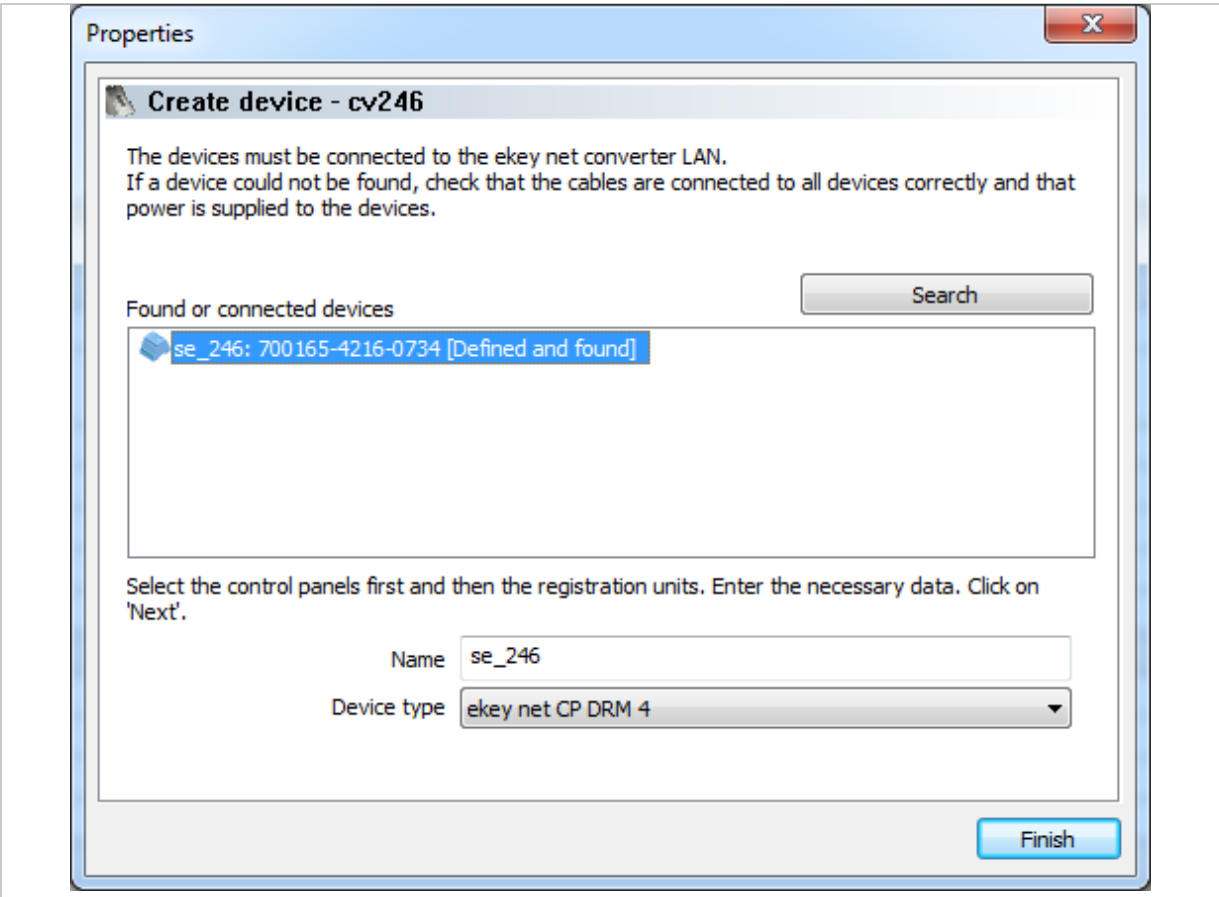 Properties
Create device - cv246
The devices must be connected to the ekey net converter LAN.
If a device could not be found, check that the cables are connected to all devices correctly and that
power is supplied to the devices.
Search
Found or connected devices
se_246: 700165-4216-0734 [Defined and found]
Select the control panels first and then the registration units. Enter the necessary data. Click on
'Next'.
Name se_246
Device type ekey net CP DRM 4
Finish